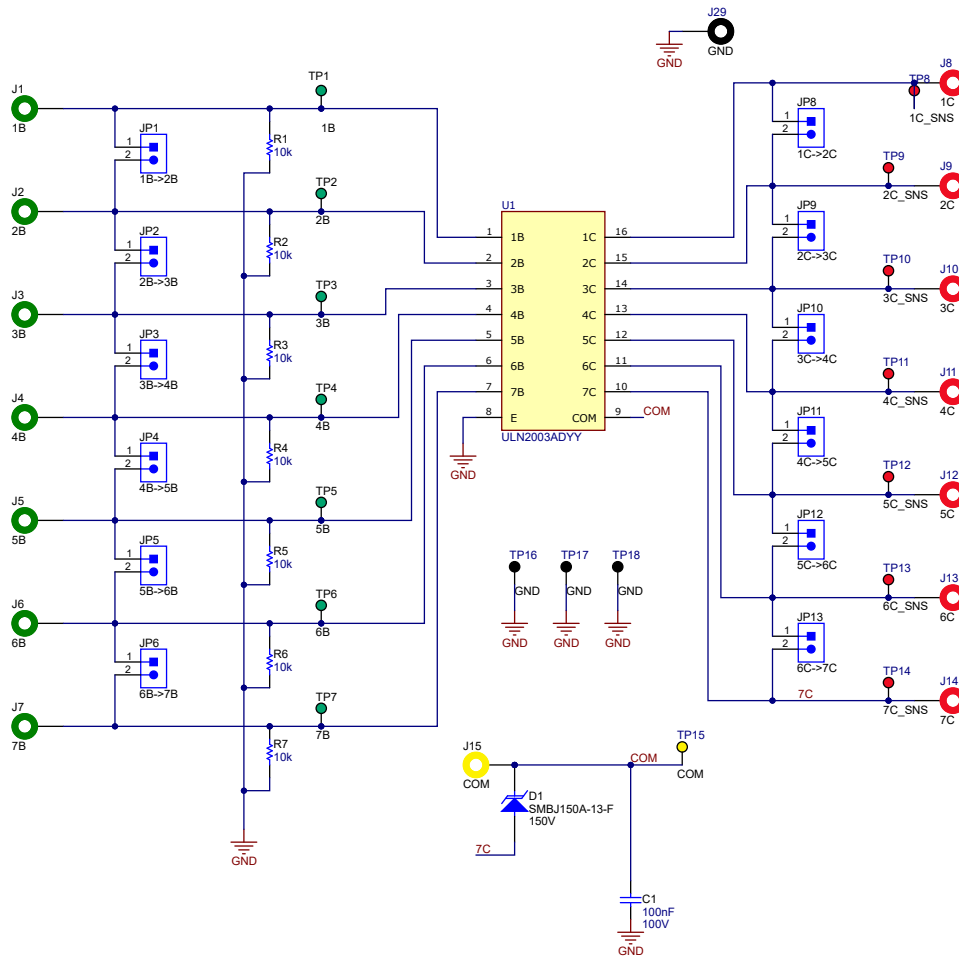 J29
GND
GND
J1
1B
JP1
1
2
1B->2B
R1
10k
TP1
1B
J2
2B
JP2
1
2
2B->3B
R2
10k
TP2
2B
J3
3B
JP3
1
2
3B->4B
R3
10k
TP3
3B
J4
4B
JP4
1
2
4B->5B
R4
10k
TP4
4B
J5
5B
JP5
1
2
5B->6B
R5
10k
TP5
5B
J6
6B
JP6
1
2
6B->7B
R6
10k
TP6
6B
J7
7B
R7
10k
TP7
7B
GND
U1
1 1B 1C 16
2 2B 2C 15
3 3B 3C 14
4 4B 4C 13
5 5B 5C 12
6 6B 6C 11
7 7B 7C 10
8 E COM 9 COM
ULN2003ADYY
GND
TP16 TP17 TP18
GND GND GND
GND GND GND
J15
COM
COM
TP15
COM
D1
SMBJ150A-13-F
150V
7C
C1
100nF
100V
GND
J8
1C
TP8
1C_SNS
JP8
1
2
1C->2C
TP9
2C_SNS
J9
2C
JP9
1
2
2C->3C
TP10
3C_SNS
J10
3C
JP10
1
2
3C->4C
TP11
4C_SNS
J11
4C
JP11
1
2
4C->5C
TP12
5C_SNS
J12
5C
JP12
1
2
5C->6C
TP13
6C_SNS
J13
6C
JP13
1
2
6C->7C
7C
TP14
7C_SNS
J14
7C